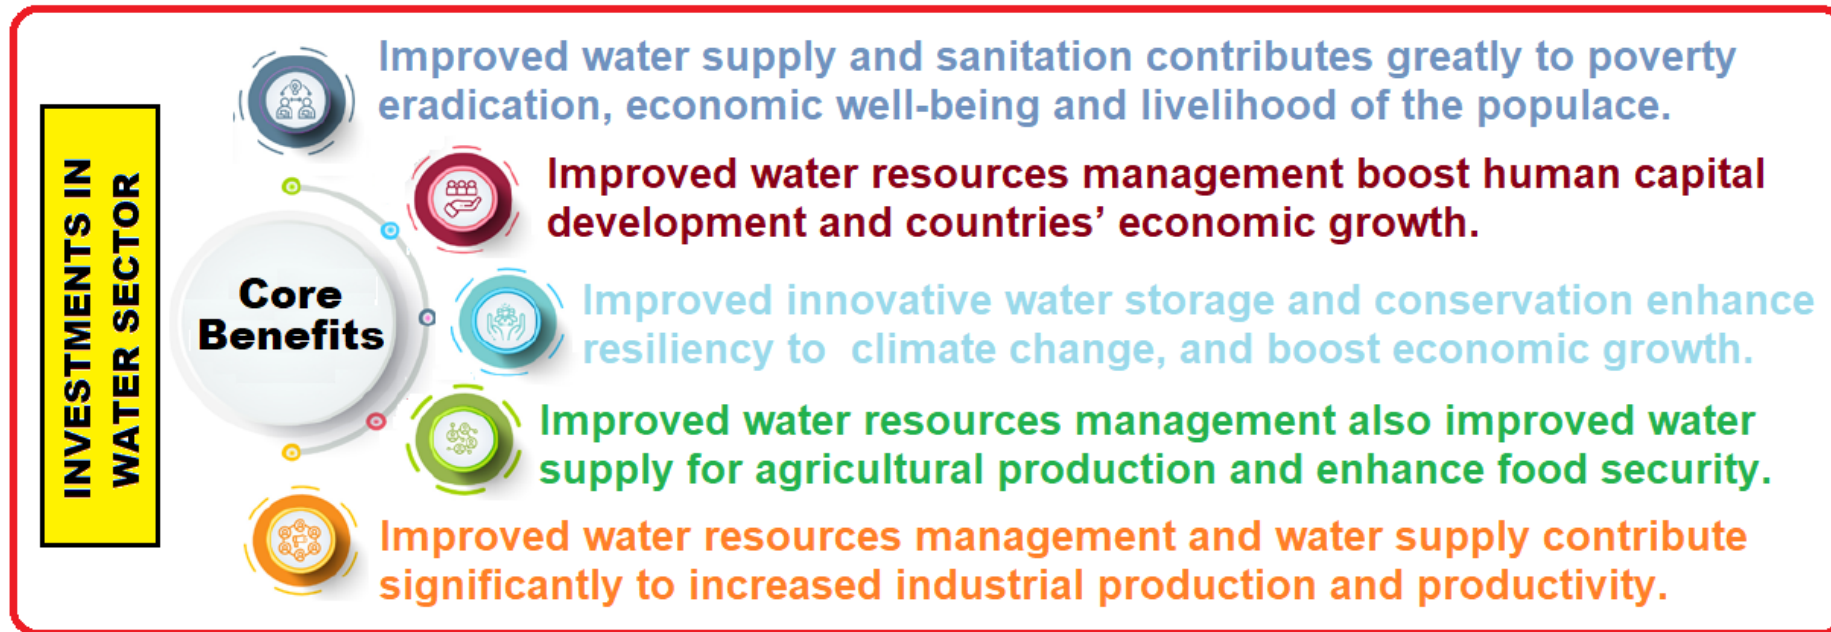 INVESTMENTS IN
WATER SECTOR
Core
Benefits
Improved water supply and sanitation contributes greatly to poverty
eradication, economic well-being and livelihood of the populace.
Improved water resources management boost human capital
development and countries’ economic growth.
Improved innovative water storage and conservation enhance
resiliency to  climate change, and boost economic growth.
Improved water resources management also improved water
supply for agricultural production and enhance food security.
Improved water resources management and water supply contribute
significantly to increased industrial production and productivity.